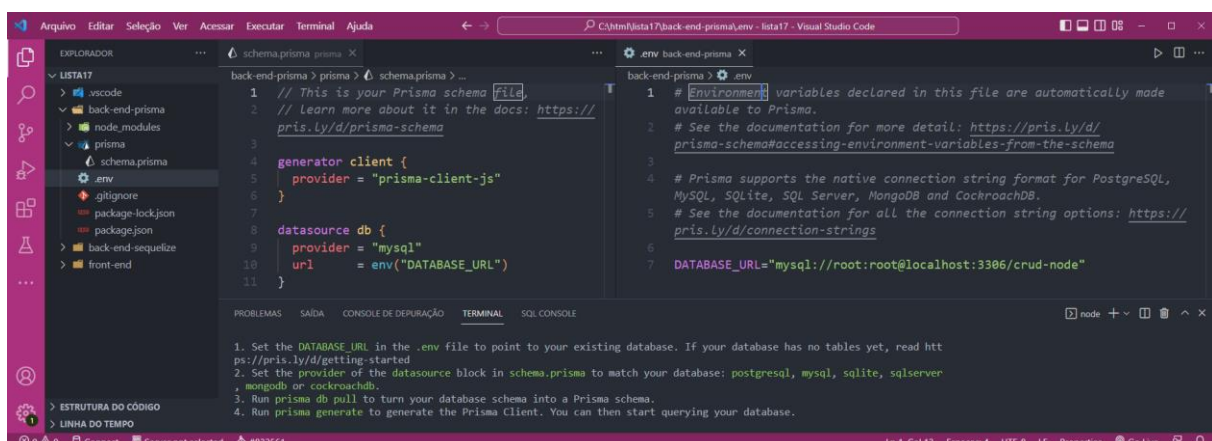 Arquivo Editar Seleção Ver Acessar Executar Terminal Ajuda
C:\html\lista17\back-end-prisma\.env - lista17 - Visual Studio Code
EXPLORADOR
LISTA17
.vscode
back-end-prisma
node_modules
prisma
schema.prisma
.env
.gitignore
package-lock.json
package.json
back-end-sequelize
front-end
ESTRUTURA DO CÓDIGO
LINHA DO TEMPO
schema.prisma prisma
back-end-prisma > prisma > schema.prisma > ...
1 // This is your Prisma schema file,
2 // Learn more about it in the docs: https://
pris.ly/d/prisma-schema
3
4 generator client {
5 provider = "prisma-client-js"
6 }
7
8 datasource db {
9 provider = "mysql"
10 url = env("DATABASE_URL")
11 }
.env back-end-prisma
back-end-prisma > .env
1 # Environment variables declared in this file are automatically made
available to Prisma.
2 # See the documentation for more detail: https://pris.ly/d/
prisma-schema#accessing-environment-variables-from-the-schema
3
4 # Prisma supports the native connection string format for PostgreSQL,
MySQL, SQLite, SQL Server, MongoDB and CockroachDB.
5 # See the documentation for all the connection string options: https://
pris.ly/d/connection-strings
6
7 DATABASE_URL="mysql://root:root@localhost:3306/crud-node"
PROBLEMAS SAÍDA CONSOLE DE DEPURAÇÃO TERMINAL SQL CONSOLE
node
1. Set the DATABASE_URL in the .env file to point to your existing database. If your database has no tables yet, read htt
ps://pris.ly/d/getting-started
2. Set the provider of the datasource block in schema.prisma to match your database: postgresql, mysql, sqlite, sqlserver
, mongodb or cockroachdb.
3. Run prisma db pull to turn your database schema into a Prisma schema.
4. Run prisma generate to generate the Prisma Client. You can then start querying your database.